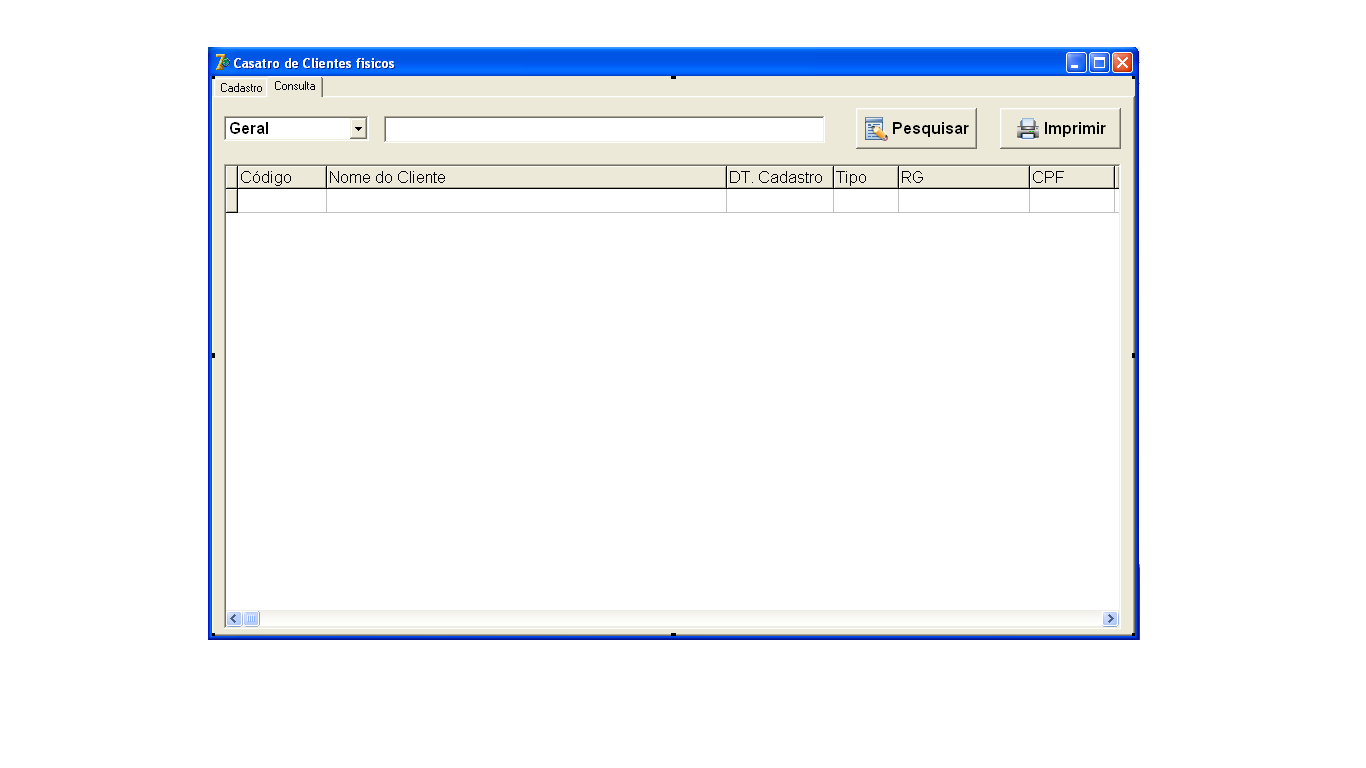 Casatro de Clientes fisicos
Cadastro Consulta
Geral Pesquisar Imprimir
Código Nome do Cliente DT. Cadastro Tipo RG CPF